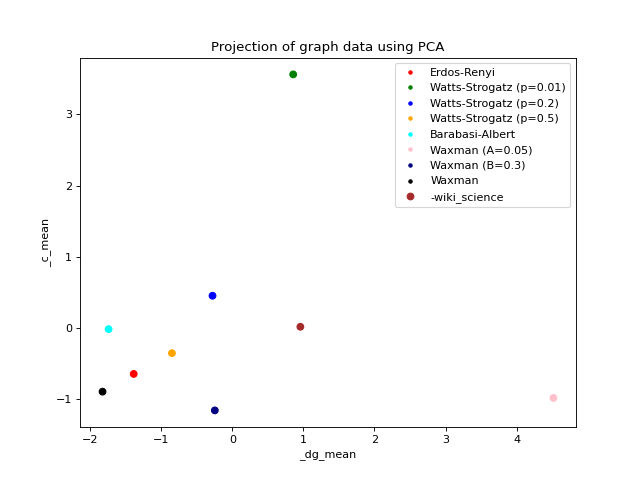 Projection of graph data using PCA
Erdos-Renyi
Watts-Strogatz (p=0.01)
Watts-Strogatz (p=0.2)
Watts-Strogatz (p=0.5)
Barabasi-Albert
Waxman (A=0.05)
Waxman (B=0.3)
Waxman
-wiki_science
_c_mean
3
2
1
0
−1
−2 −1 0 1 2 3 4
_dg_mean